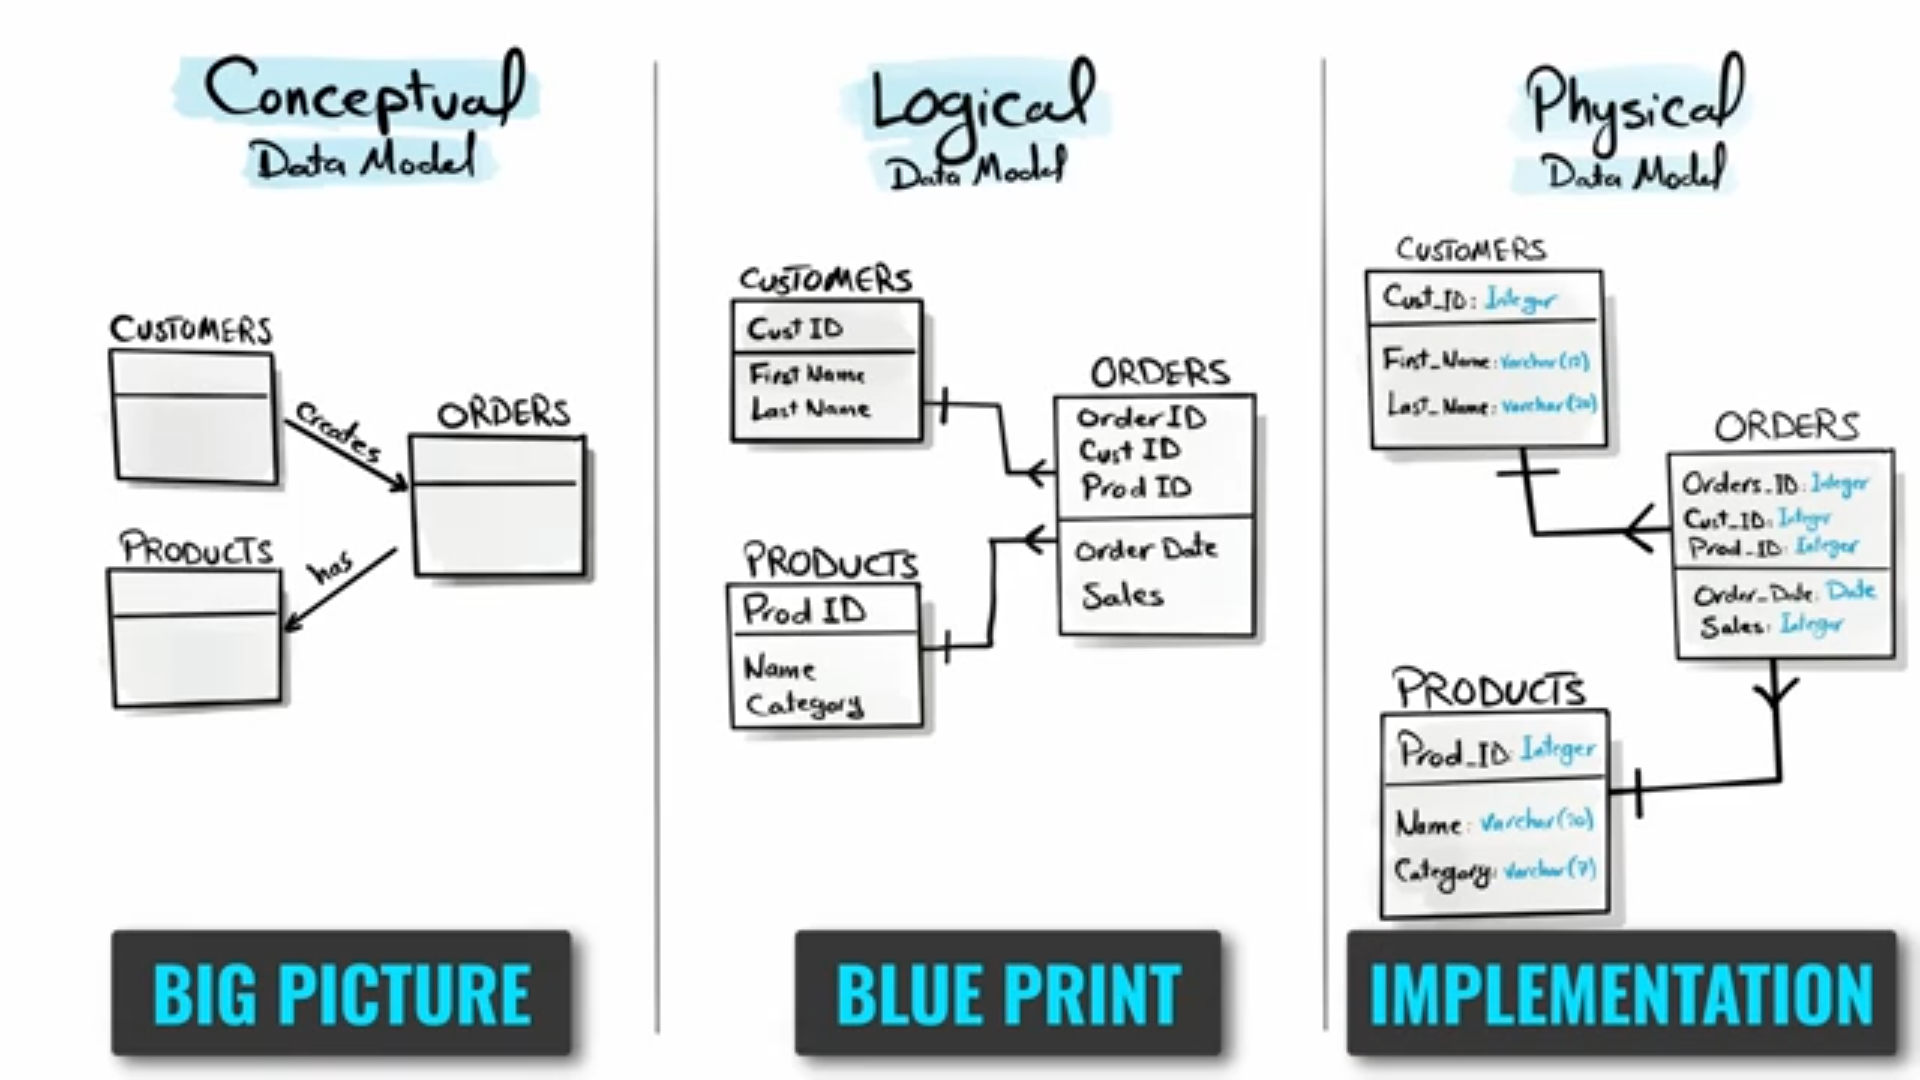 Conceptual
Data Model
CUSTOMERS
creates
ORDERS
PRODUCTS
has
BIG PICTURE
Logical
Data Model
CUSTOMERS
Cust ID
First Name
Last Name
ORDERS
Order ID
Cust ID
Prod ID
Order Date
Sales
PRODUCTS
Prod ID
Name
Category
BLUE PRINT
Physical
Data Model
CUSTOMERS
Cust_ID: Integer
First_Name: Varchar(
Last_Name: Varchar(20)
ORDERS
Orders_ID: Integer
Cust_ID: Integer
Prod_ID: Integer
Order_Date: Date
Sales: Integer
PRODUCTS
Prod_ID: Integer
Name: Varchar(
Category: Varchar(
IMPLEMENTATION